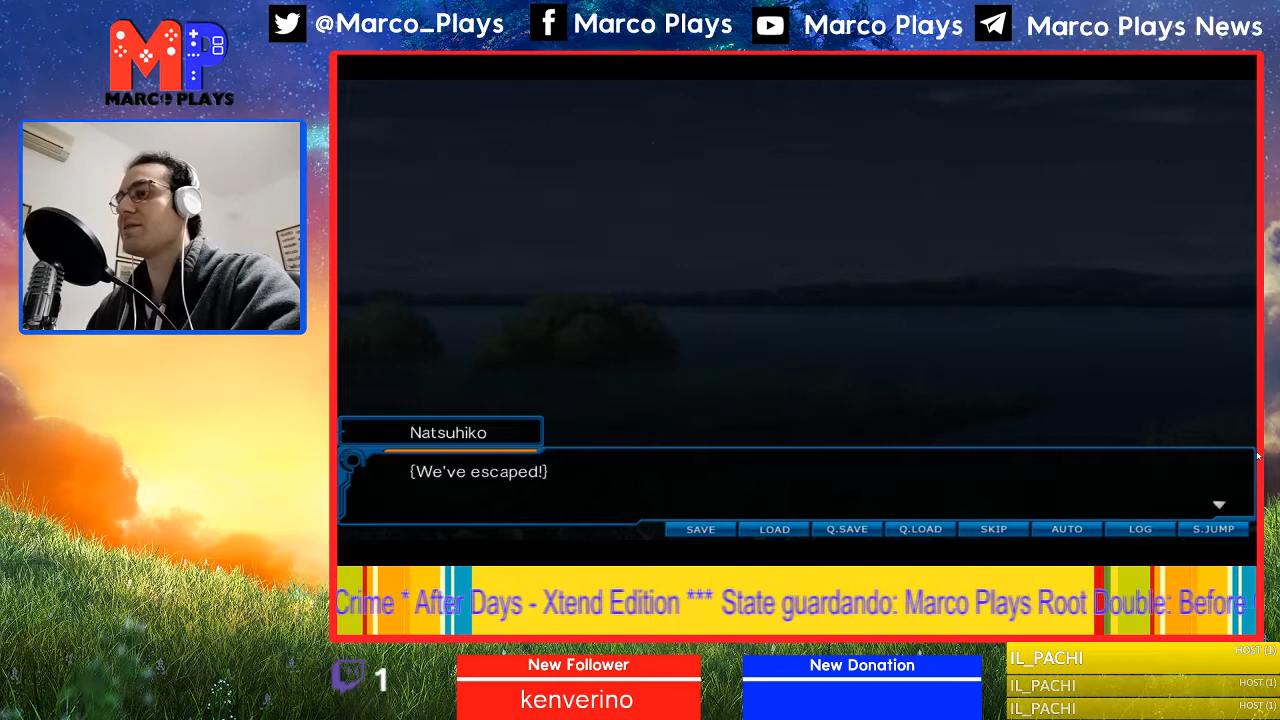 @Marco_Plays
Marco Plays
Marco Plays
Marco Plays News
MP
MARCO PLAYS
Natsuhiko
{We've escaped!}
SAVE
LOAD
Q.SAVE
Q.LOAD
SKIP
AUTO
LOG
S.JUMP
Crime * After Days - Xtend Edition *** State guardando: Marco Plays Root Double: Before
1
New Follower
kenverino
New Donation
IL_PACHI
HOST (1)
IL_PACHI
HOST (1)
IL_PACHI
HOST (1)